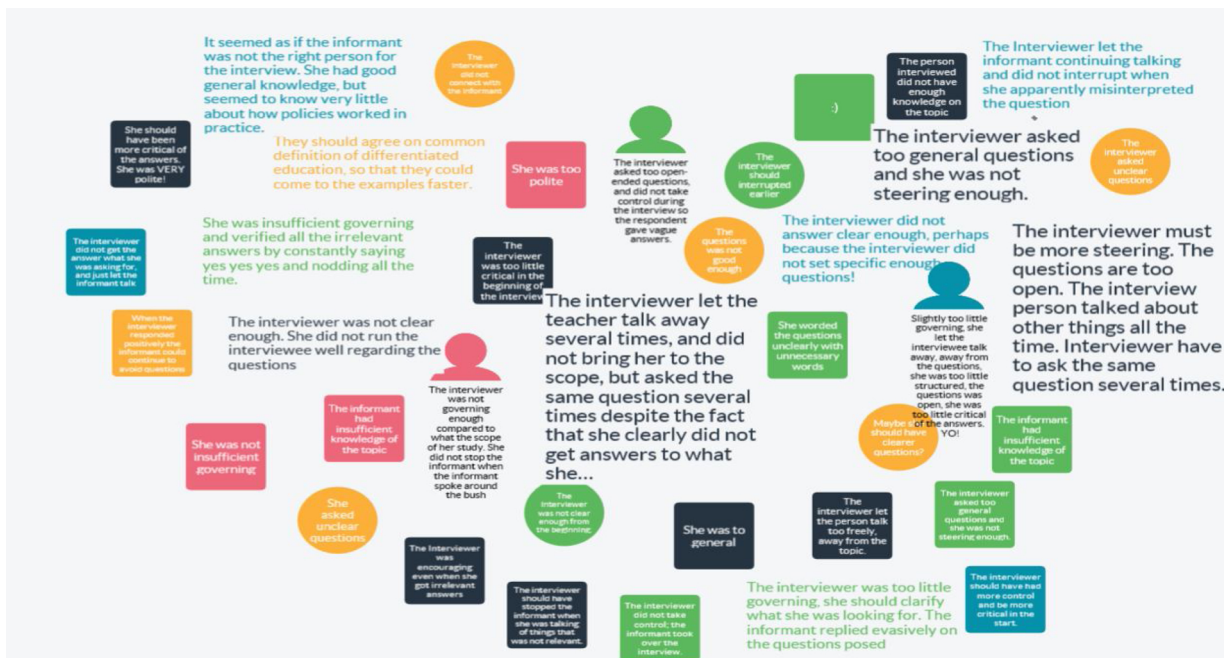 It seemed as if the informant
was not the right person for
the interview. She had good
general knowledge, but
seemed to know very little
about how policies worked in
practice.
The
Interviewer
did not
connect with
the informant
:)
The person
interviewed
did not have
enough
knowledge on
the topic
The Interviewer let the
informant continuing talking
and did not interrupt when
she apparently misinterpreted
the question
She should
have been
more critical of
the answers.
She was VERY
polite!
They should agree on common
definition of differentiated
education, so that they could
come to the examples faster.
She was too
polite
The interviewer
asked too open-
ended questions,
and did not take
control during
the interview so
the respondent
gave vague
answers.
The
interviewer
should
interrupted
earlier
The interviewer asked
too general questions
and she was not
steering enough.
The
interviewer
asked
unclear
questions
The interviewer
did not get the
answer what she
was asking for,
and just let the
informant talk
She was insufficient governing
and verified all the irrelevant
answers by constantly saying
yes yes yes and nodding all the
time.
The
interviewer
was too little
critical in the
beginning of
the interview
The
questions
was not
good
enough
The interviewer did not
answer clear enough, perhaps
because the interviewer did
not set specific enough
questions!
The interviewer must
be more steering. The
questions are too
open. The interview
person talked about
other things all the
time. Interviewer have
to ask the same
question several times.
When the
interviewer
responded
positively the
informant could
continue to
avoid questions
The interviewer was not clear
enough. She did not run the
interviewee well regarding the
questions
The interviewer let the
teacher talk away
several times, and did
not bring her to the
scope, but asked the
same question several
times despite the fact
that she clearly did not
get answers to what
she...
She worded the
questions
unclearly with
unnecessary
words
Slightly too little
governing, she
let the
interviewee talk
away, away from
the questions,
she was too little
structured, the
questions was
open, she was
too little critical
of the answers.
YO!
The interviewer
was not
governing
enough
compared to
what the scope
of her study. She
did not stop the
informant when
the informant
spoke around
the bush
She was not
insufficient
governing
The informant
had
insufficient
knowledge of
the topic
Maybe
should have
clearer
questions?
The informant
had
insufficient
knowledge of
the topic
She
asked
unclear
questions
The
Interviewer
was not clear
enough from
the beginning
She was to
general
The
interviewer let
the person talk
too freely,
away from the
topic.
The interviewer
asked too
general
questions and
she was not
steering enough.
The Interviewer
was
encouraging
even when she
got irrelevant
answers
The interviewer
should have
stopped the
informant when
she was talking
of things that
was not relevant.
The interviewer
did not take
control; the
informant took
over the
interview.
The interviewer was too little
governing, she should clarify
what she was looking for. The
informant replied evasively on
the questions posed
The interviewer
should have had
more control
and be more
critical in the
start.